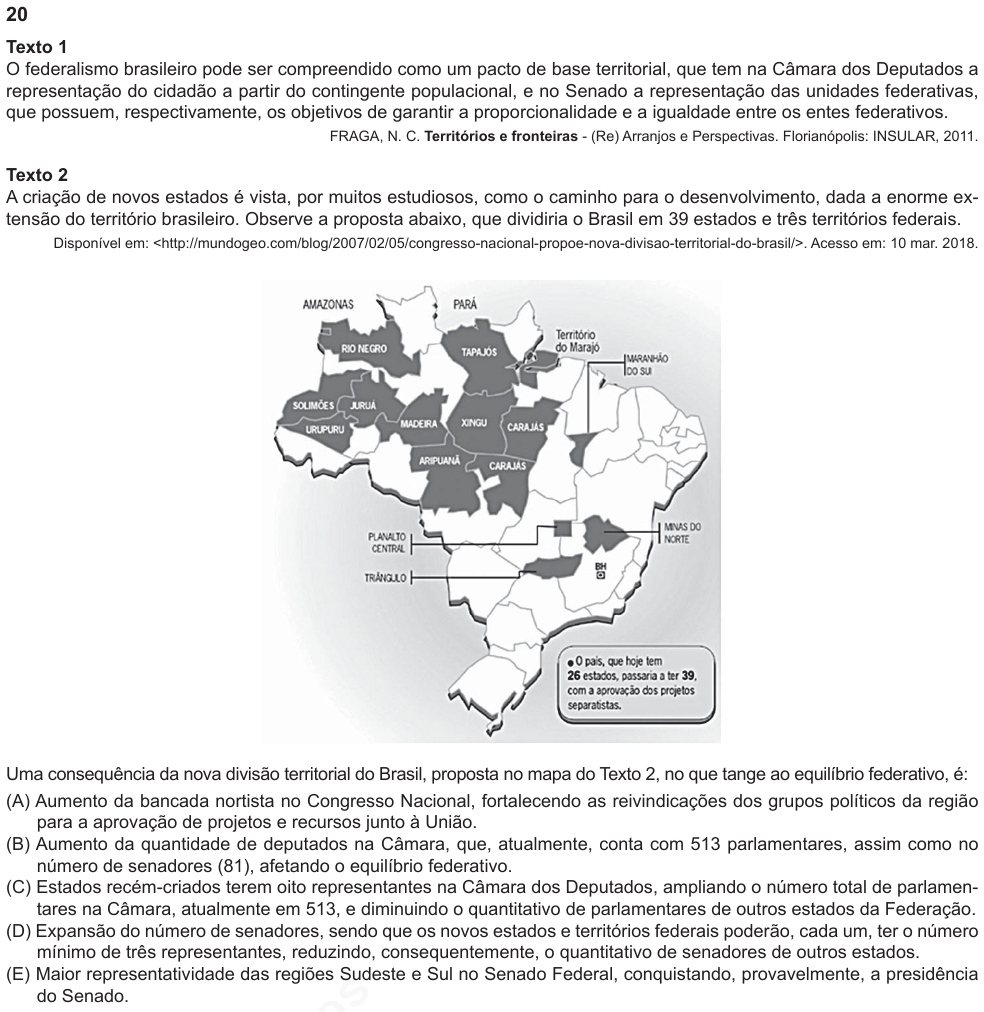 20
Texto 1
O federalismo brasileiro pode ser compreendido como um pacto de base territorial, que tem na Câmara dos Deputados a
representação do cidadão a partir do contingente populacional, e no Senado a representação das unidades federativas,
que possuem, respectivamente, os objetivos de garantir a proporcionalidade e a igualdade entre os entes federativos.
FRAGA, N. C. Territórios e fronteiras - (Re) Arranjos e Perspectivas. Florianópolis: INSULAR, 2011.
Texto 2
A criação de novos estados é vista, por muitos estudiosos, como o caminho para o desenvolvimento, dada a enorme ex-
tensão do território brasileiro. Observe a proposta abaixo, que dividiria o Brasil em 39 estados e três territórios federais.
Disponível em: <http://mundogeo.com/blog/2007/02/05/congresso-nacional-propoe-nova-divisao-territorial-do-brasil/>. Acesso em: 10 mar. 2018.
AMAZONAS
PARÁ
RIO NEGRO
TAPAJÓS
Território
do Marajó
MARANHÃO
DO SUI
SOLIMÕES
JURUÁ
URUPURU
MADEIRA
XINGU
CARAJÁS
ARIPUANÃ
CARAJÁS
PLANALTO
CENTRAL
MINAS DO
NORTE
TRIÂNGULO
BH
● O país, que hoje tem
26 estados, passaria a ter 39,
com a aprovação dos projetos
separatistas.
Uma consequência da nova divisão territorial do Brasil, proposta no mapa do Texto 2, no que tange ao equilíbrio federativo, é:
(A) Aumento da bancada nortista no Congresso Nacional, fortalecendo as reivindicações dos grupos políticos da região
para a aprovação de projetos e recursos junto à União.
(B) Aumento da quantidade de deputados na Câmara, que, atualmente, conta com 513 parlamentares, assim como no
número de senadores (81), afetando o equilíbrio federativo.
(C) Estados recém-criados terem oito representantes na Câmara dos Deputados, ampliando o número total de parlamen-
tares na Câmara, atualmente em 513, e diminuindo o quantitativo de parlamentares de outros estados da Federação.
(D) Expansão do número de senadores, sendo que os novos estados e territórios federais poderão, cada um, ter o número
mínimo de três representantes, reduzindo, consequentemente, o quantitativo de senadores de outros estados.
(E) Maior representatividade das regiões Sudeste e Sul no Senado Federal, conquistando, provavelmente, a presidência
do Senado.